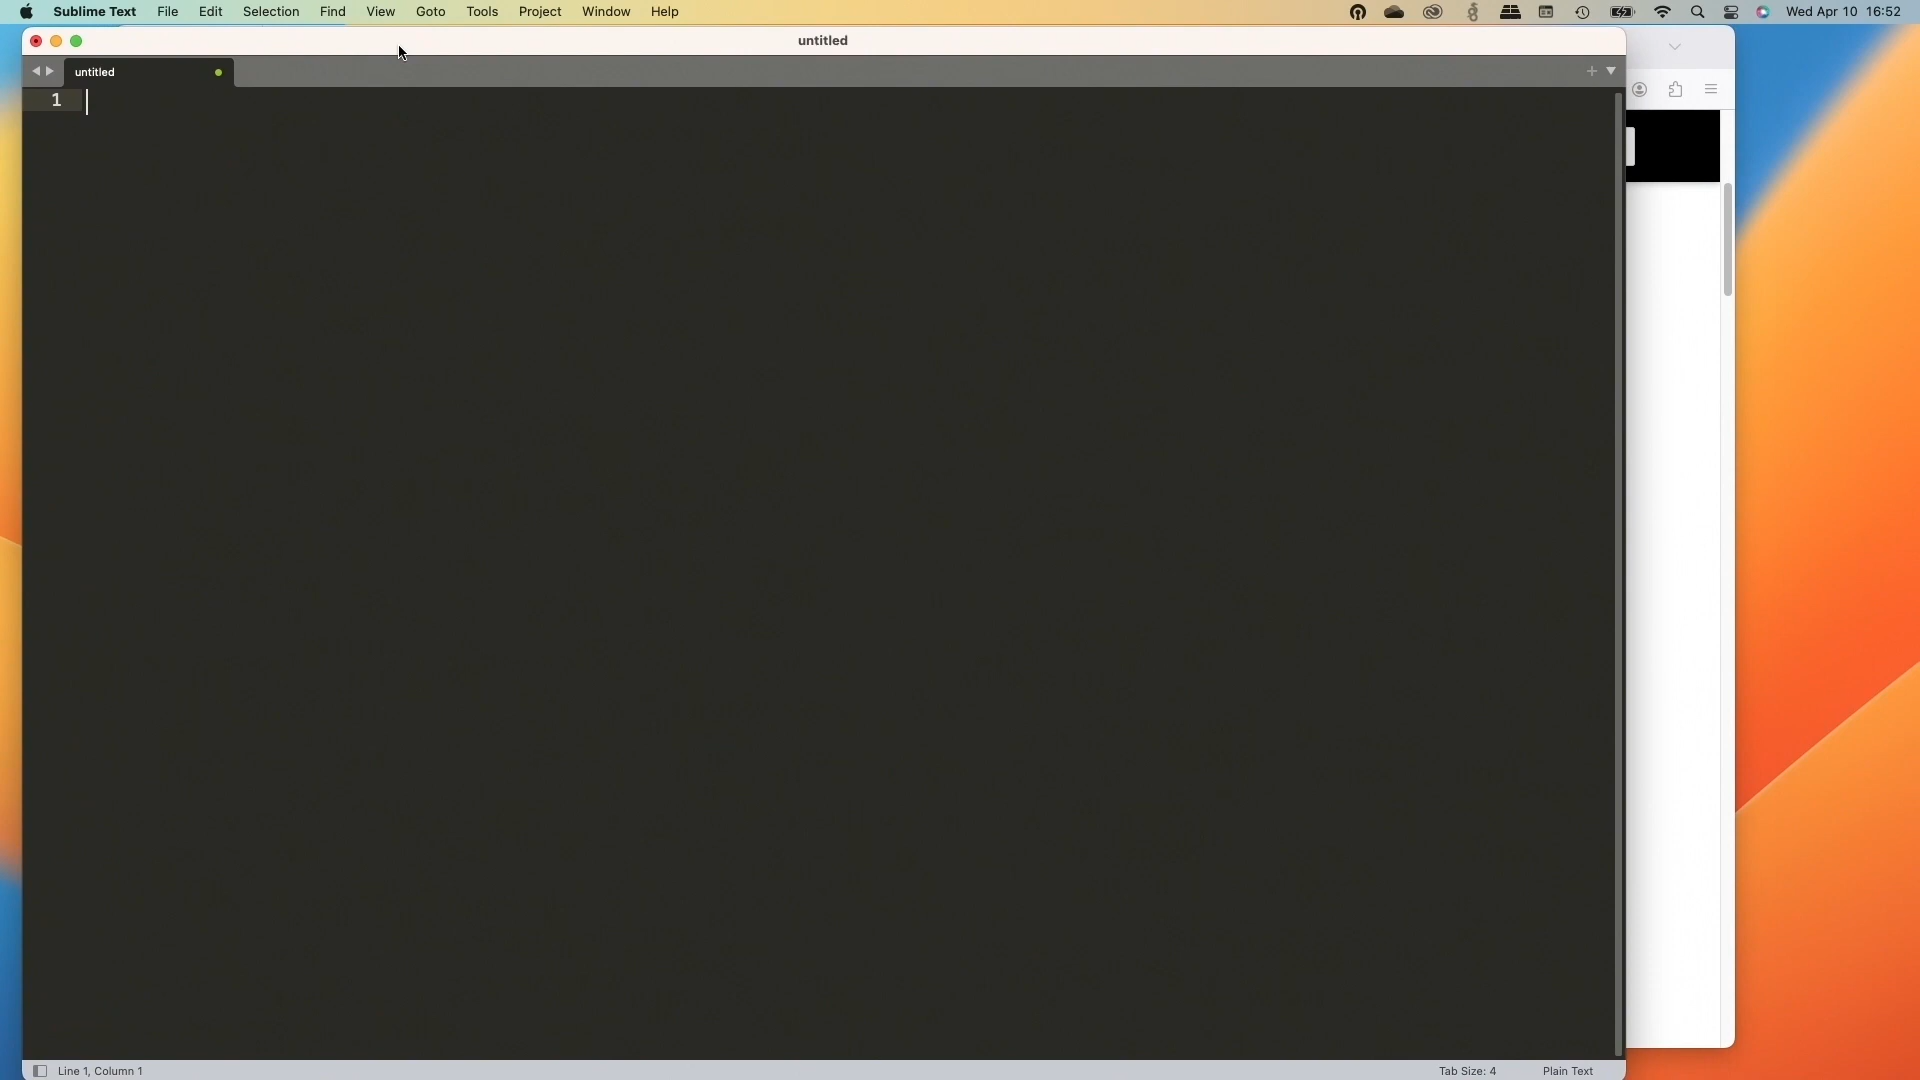 Sublime Text File Edit Selection Find View Goto Tools Project Window Help Wed Apr 10 16:52
untitled
untitled
1
Line 1, Column 1 Tab Size: 4 Plain Text